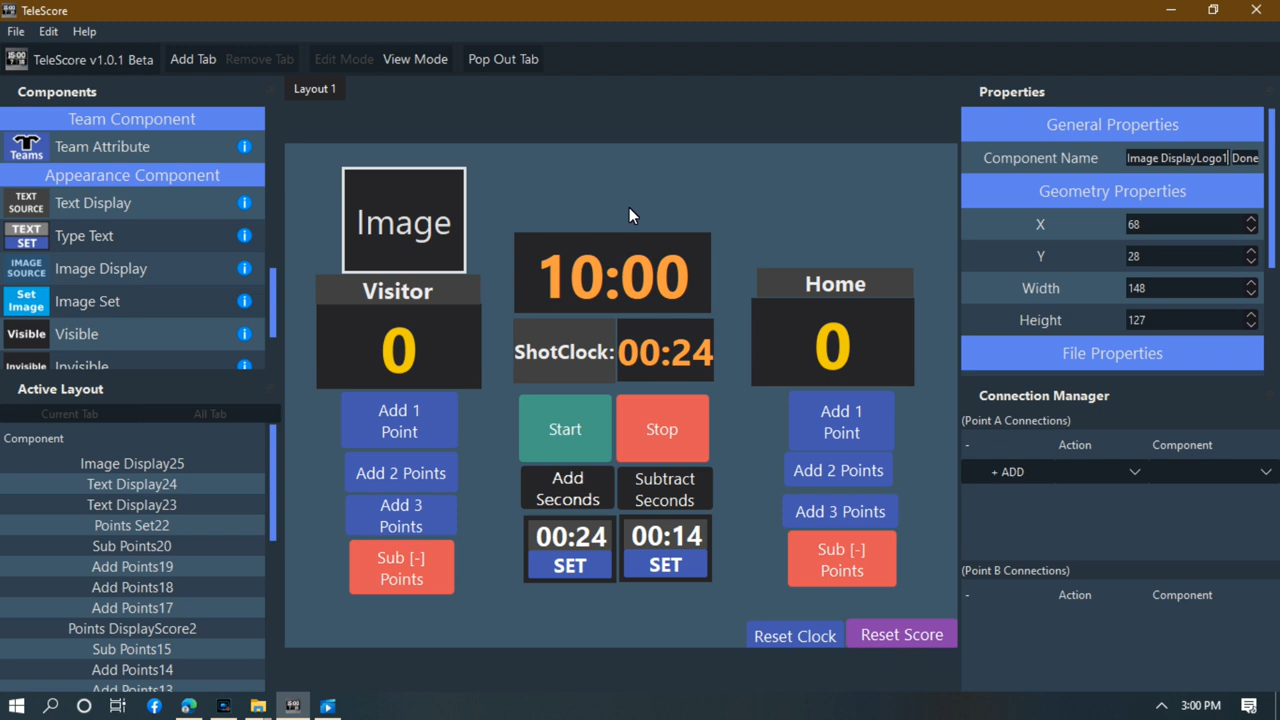 TeleScore
File Edit Help
15:00 TeleScore v1.0.1 Beta Add Tab Remove Tab Edit Mode View Mode Pop Out Tab
Components
Team Component
Teams Team Attribute
Appearance Component
TEXT SOURCE Text Display
TEXT SET Type Text
IMAGE SOURCE Image Display
Set Image Image Set
Visible Visible
Invisible Invisible
Active Layout
Current Tab All Tab
Component
Image Display25
Text Display24
Text Display23
Points Set22
Sub Points20
Add Points19
Add Points18
Add Points17
Points DisplayScore2
Sub Points15
Add Points14
Add Points13
Layout 1
Image
Visitor
0
Add 1
Point
Add 2 Points
Add 3
Points
Sub [-]
Points
10:00
ShotClock: 00:24
Start Stop
Add
Seconds
Subtract
Seconds
00:24
SET
00:14
SET
Home
0
Add 1
Point
Add 2 Points
Add 3 Points
Sub [-]
Points
Reset Clock Reset Score
Properties
General Properties
Component Name Image DisplayLogo1 Done
Geometry Properties
X 68
Y 28
Width 148
Height 127
File Properties
Connection Manager
(Point A Connections)
- Action Component
+ ADD
(Point B Connections)
- Action Component
3:00 PM